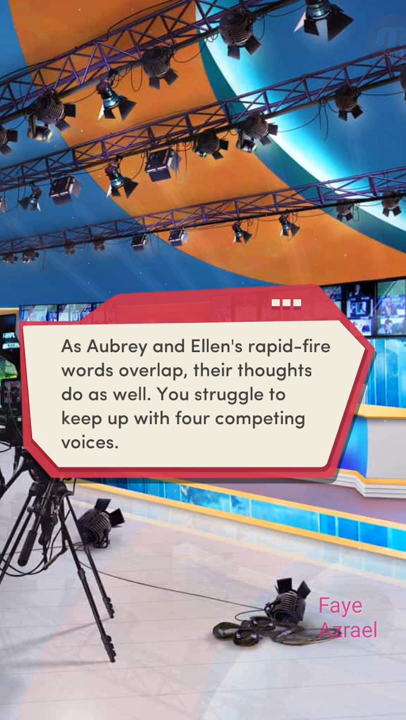 As Aubrey and Ellen's rapid-fire
words overlap, their thoughts
do as well. You struggle to
keep up with four competing
voices.
Faye
Azrael